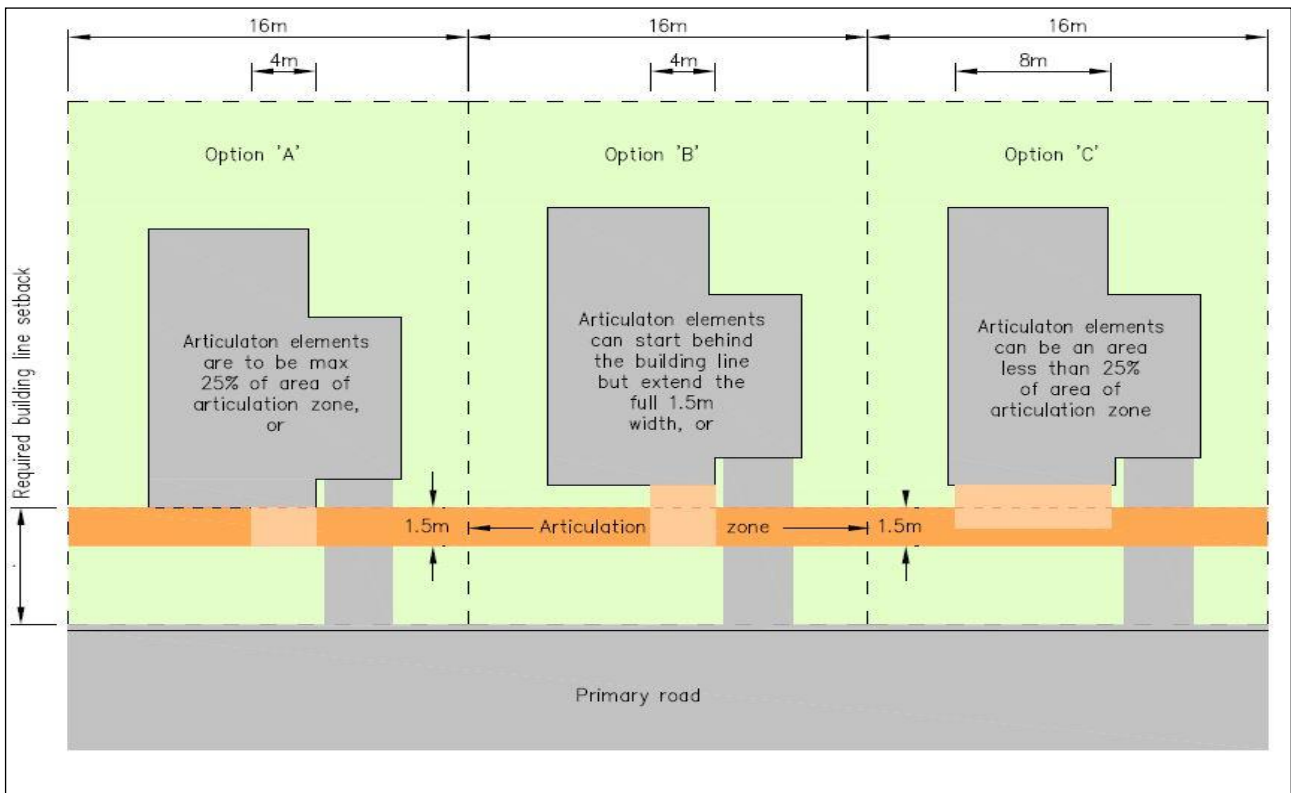 16m
16m
16m
4m
4m
8m
Option 'A'
Option 'B'
Option 'C'
Required building line setback
Articulaton elements
are to be max
25% of area of
articulation zone,
or
Articulaton elements
can start behind
the building line
but extend the
full 1.5m
width, or
Articulaton elements
can be an area
less than 25%
of area of
articulation zone
1.5m
Articulation zone
1.5m
Primary road